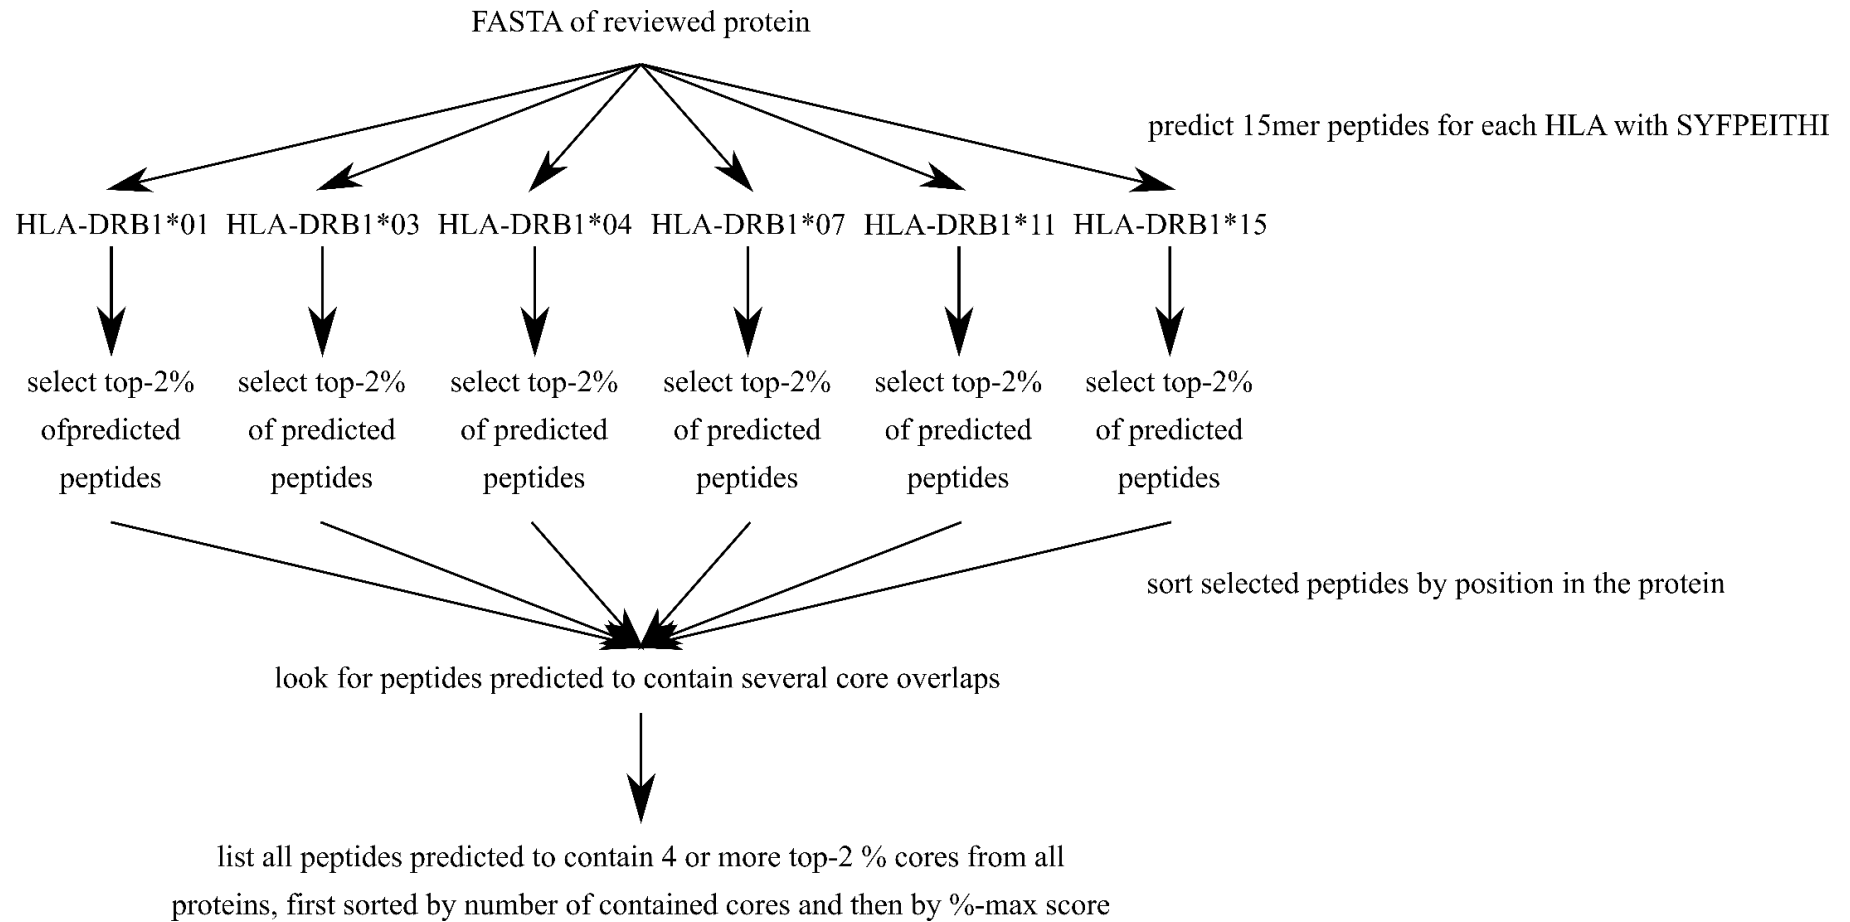 FASTA of reviewed protein
predict 15mer peptides for each HLA with SYFPEITHI
HLA-DRB1*01 HLA-DRB1*03 HLA-DRB1*04 HLA-DRB1*07 HLA-DRB1*11 HLA-DRB1*15
select top-2% select top-2% select top-2% select top-2% select top-2% select top-2%
ofpredicted of predicted of predicted of predicted of predicted of predicted
peptides peptides peptides peptides peptides peptides
sort selected peptides by position in the protein
look for peptides predicted to contain several core overlaps
list all peptides predicted to contain 4 or more top-2 % cores from all
proteins, first sorted by number of contained cores and then by %-max score